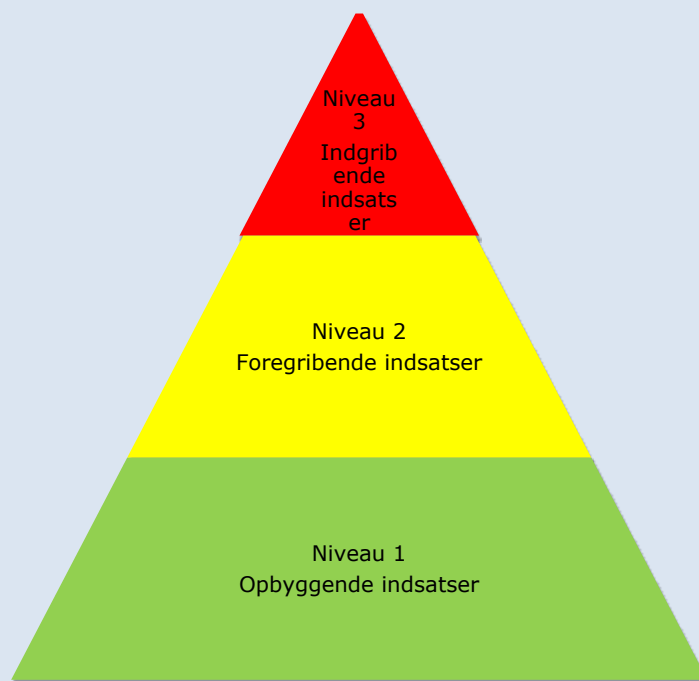 Niveau
3
Indgrib
ende
indsats
er
Niveau 2
Foregribende indsatser
Niveau 1
Opbyggende indsatser